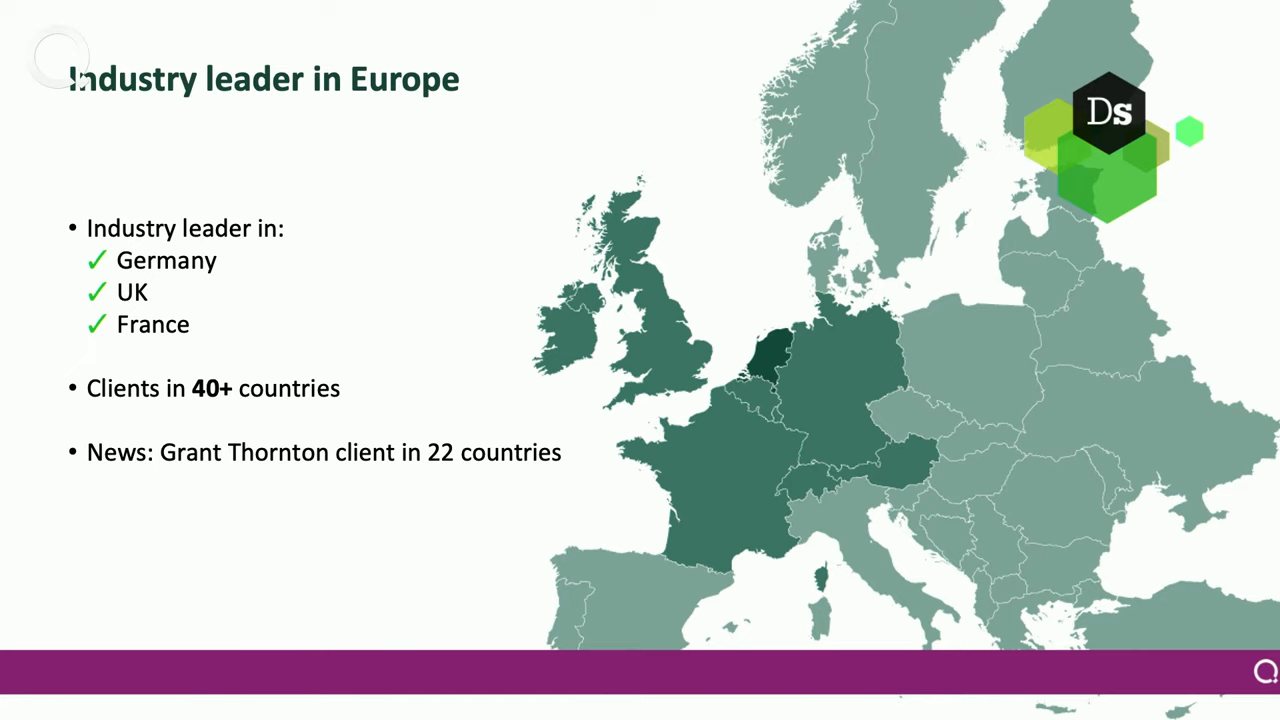 Industry leader in Europe
Ds
• Industry leader in:
✓ Germany
✓ UK
✓ France
• Clients in 40+ countries
• News: Grant Thornton client in 22 countries